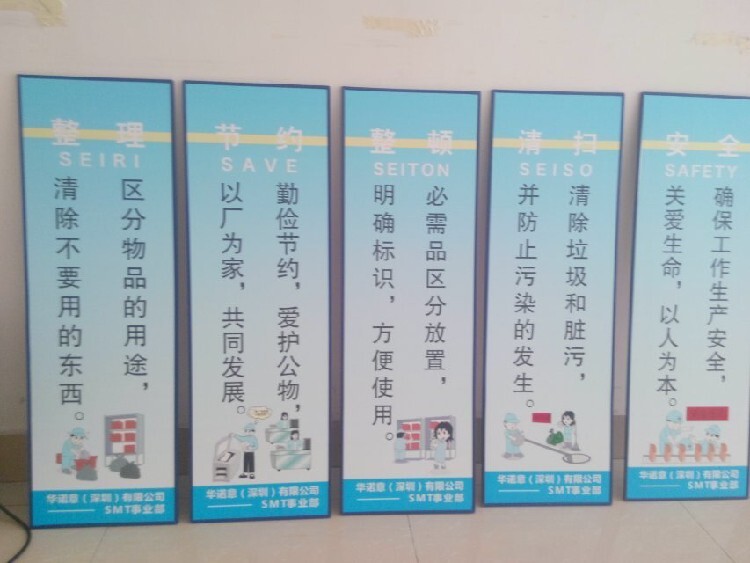 整理
SEIRI
区分物品的用途，
清除不要用的东西。
华诺意（深圳）有限公司
——SMT事业部
节约
SAVE
勤俭节约，爱护公物，
以厂为家，共同发展。
华诺意（深圳）有限公司
——SMT事业部
整顿
SEITON
必需品区分放置，
明确标识，方便使用。
华诺意（深圳）有限公司
——SMT事业部
清扫
SEISO
清除垃圾和脏污，
并防止污染的发生。
华诺意（深圳）有限公司
——SMT事业部
安全
SAFETY
确保工作生产安全，
关爱生命，以人为本。
华诺意（深圳）有限公司
——SMT事业部